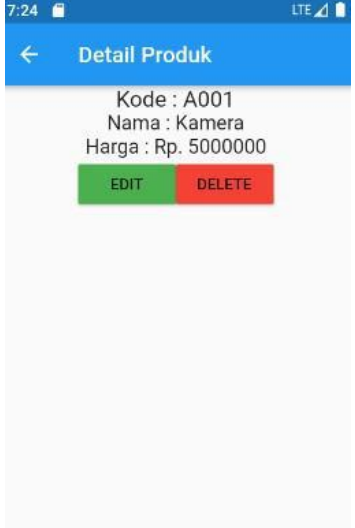 7:24 LTE
Detail Produk
Kode : A001
Nama : Kamera
Harga : Rp. 5000000
EDIT DELETE